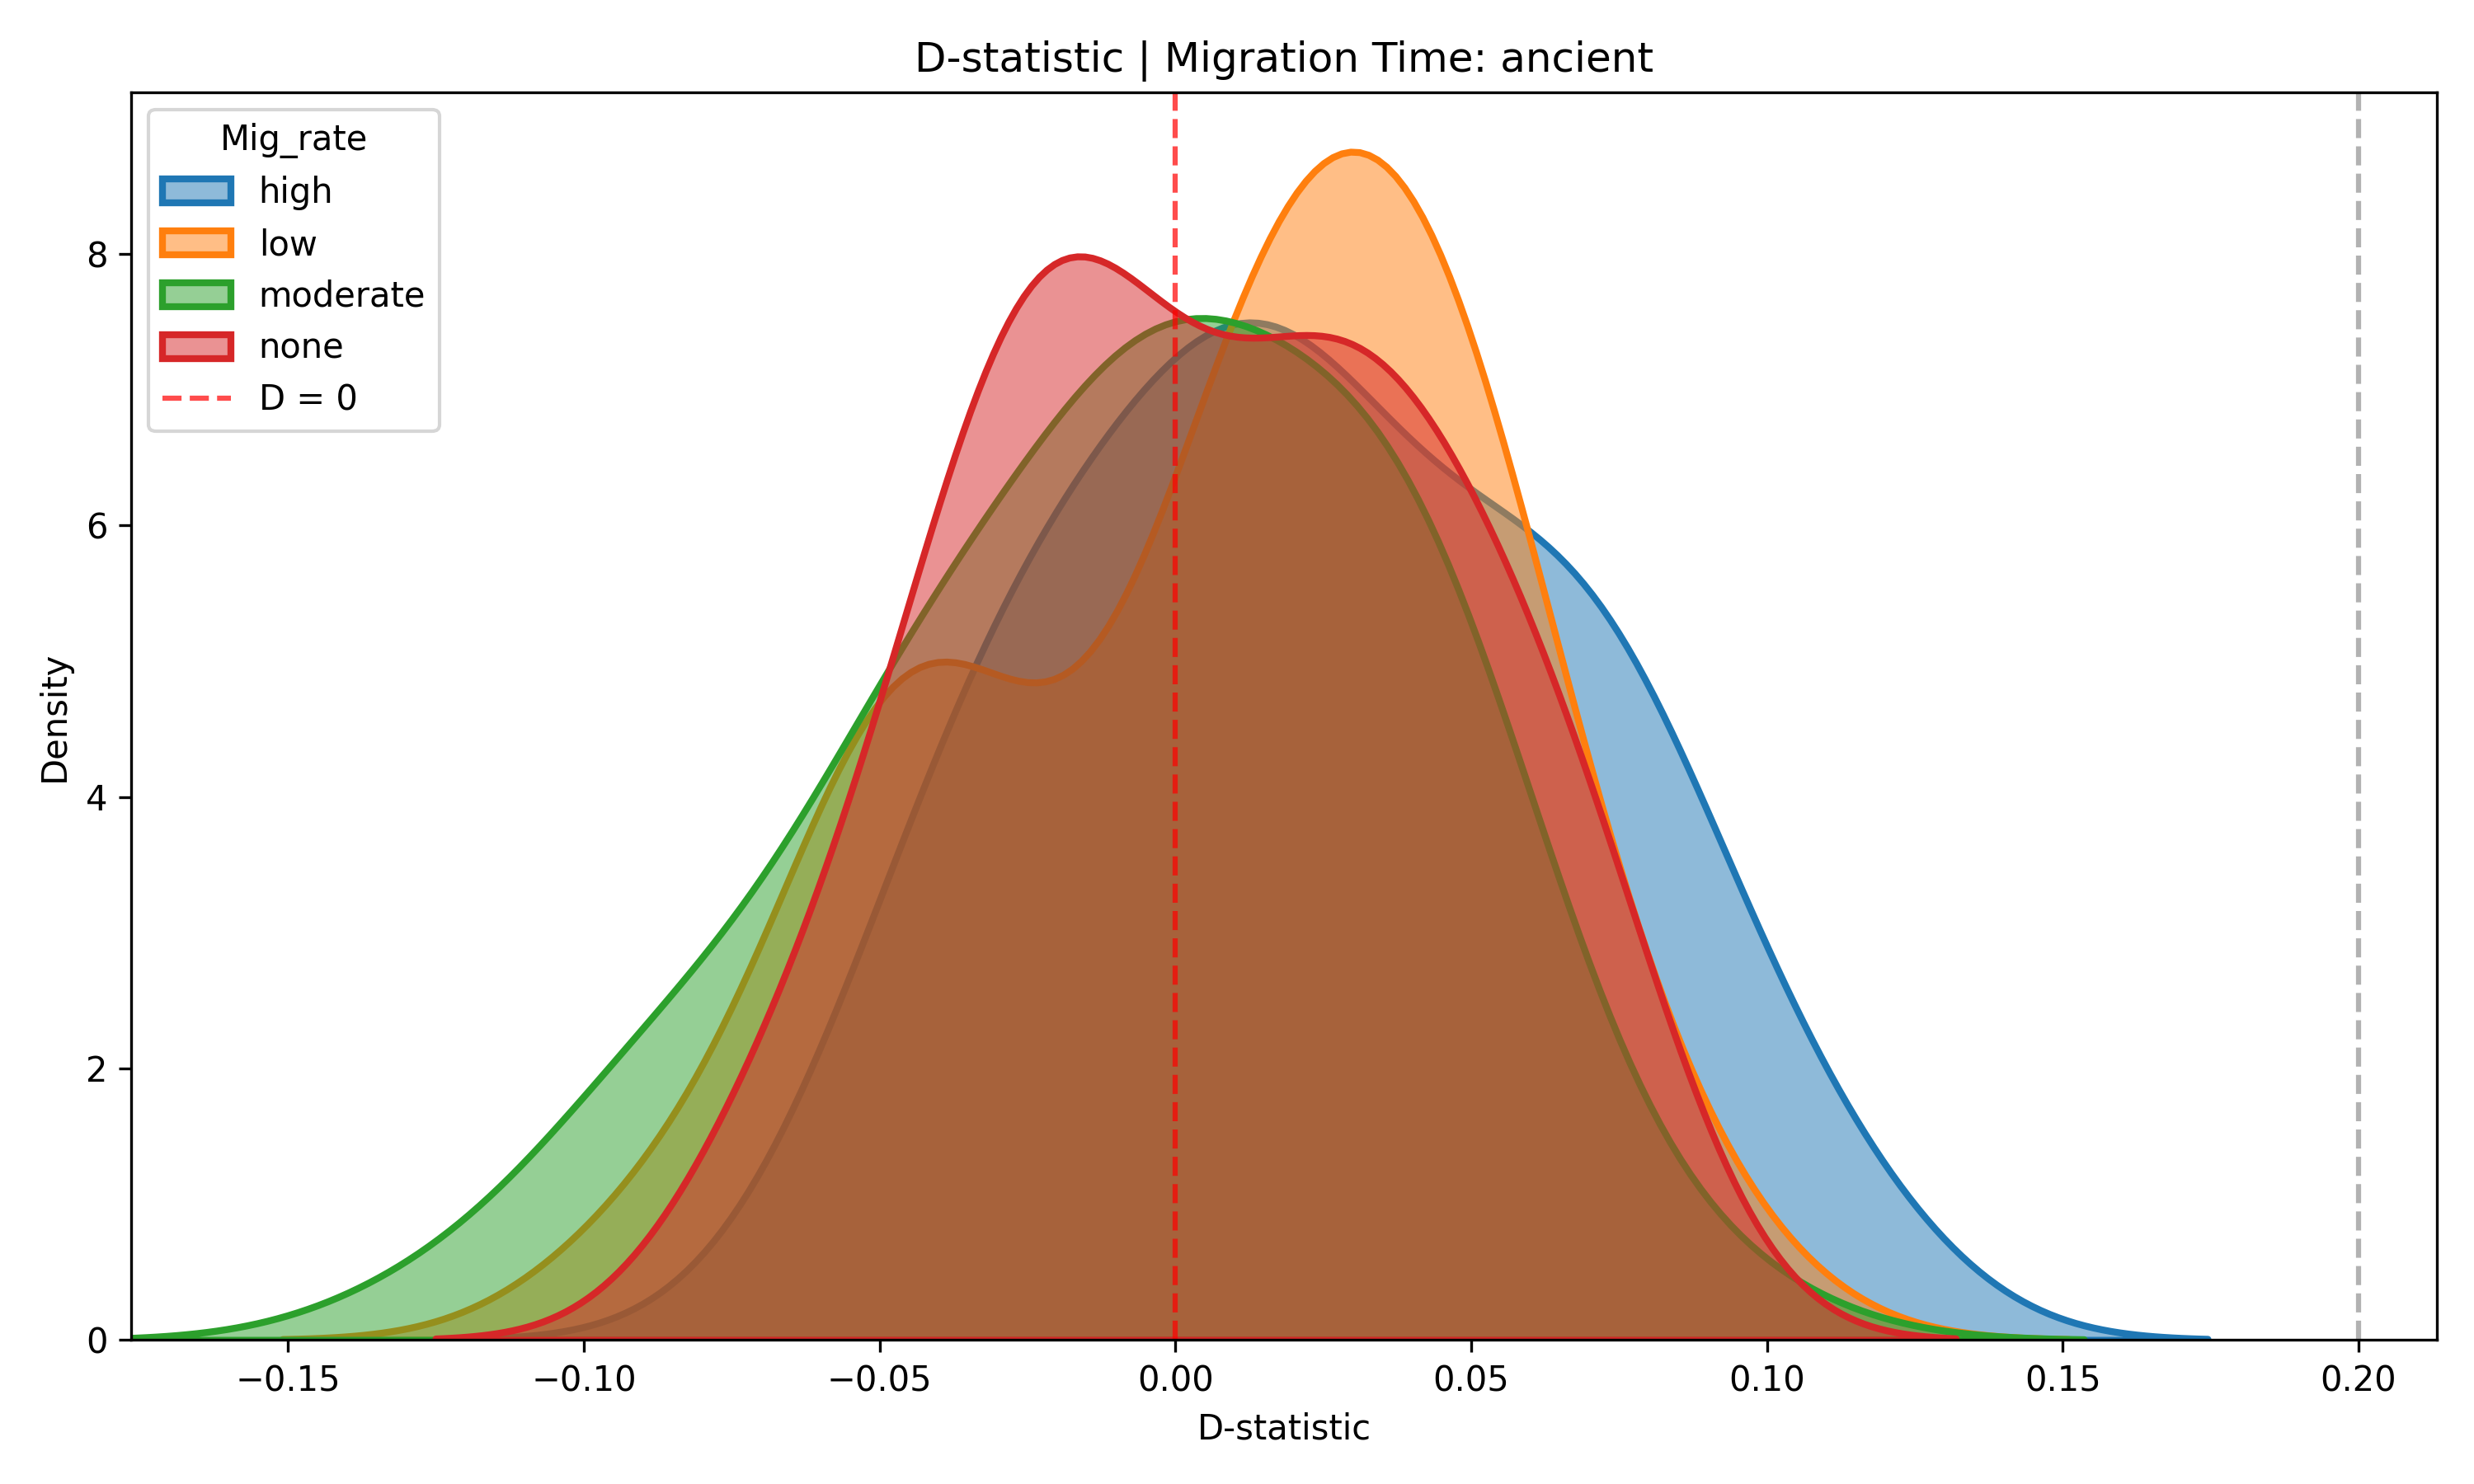 D-statistic | Migration Time: ancient
Mig_rate
high
low
moderate
none
D = 0
Density
8
6
4
2
0
−0.15
−0.10
−0.05
0.00
0.05
0.10
0.15
0.20
D-statistic